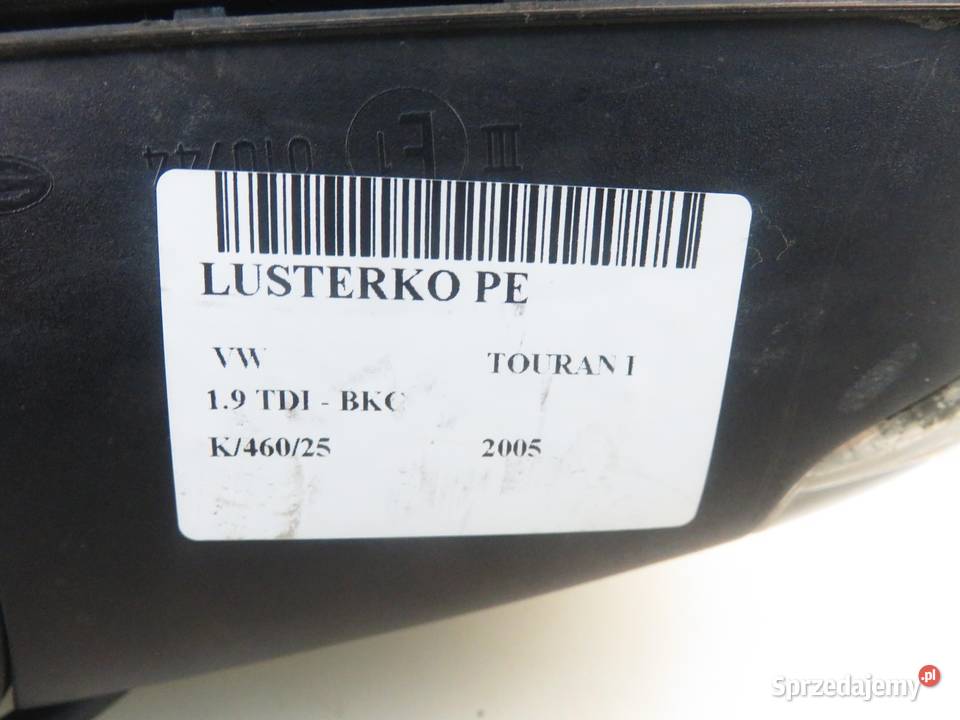 III E1 010744
LUSTERKO PE
VW TOURAN I
1.9 TDI - BKC
K/460/25 2005
Sprzedajemy.pl